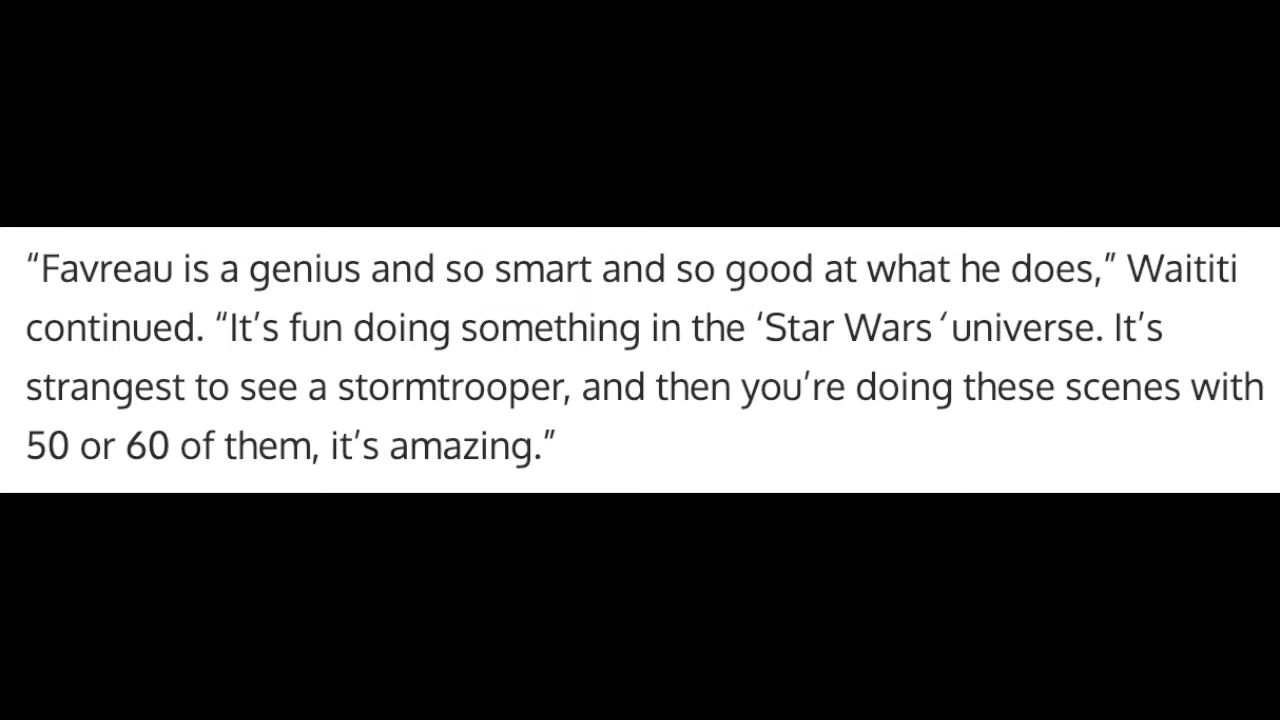 “Favreau is a genius and so smart and so good at what he does,” Waititi
continued. “It’s fun doing something in the ‘Star Wars ‘universe. It’s
strangest to see a stormtrooper, and then you’re doing these scenes with
50 or 60 of them, it’s amazing.”